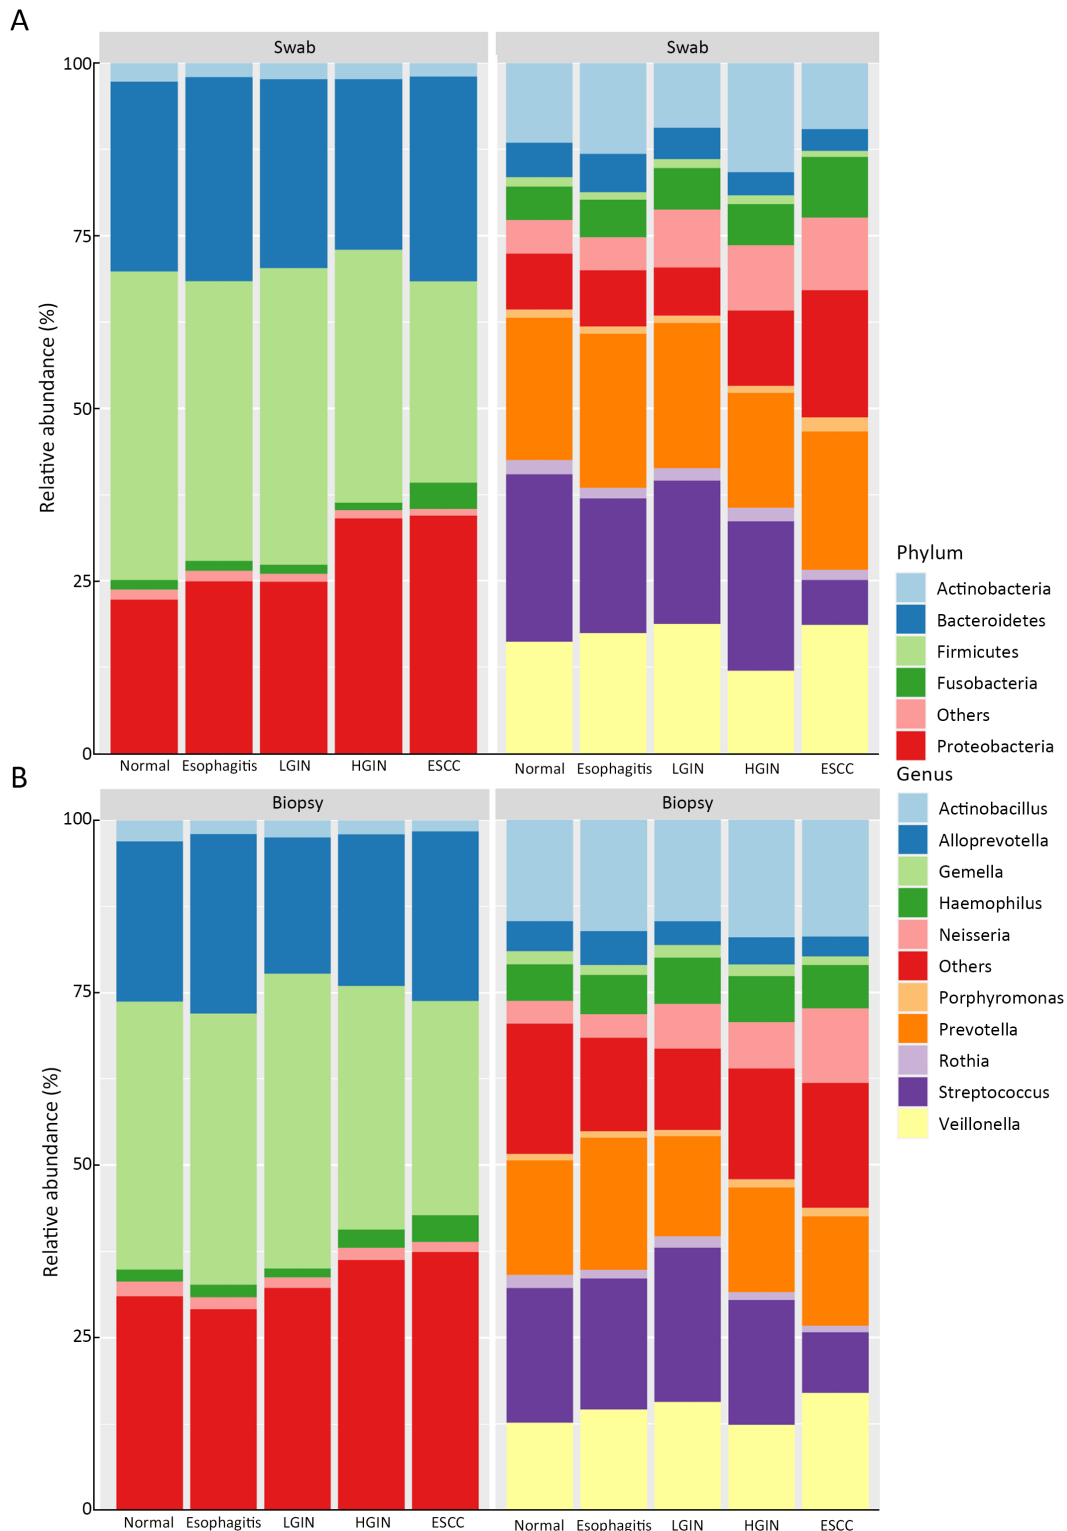 A
Swab
Swab
100
75
50
25
0
Relative abundance (%)
Normal Esophagitis LGIN HGIN ESCC
Normal Esophagitis LGIN HGIN ESCC
Phylum
Actinobacteria
Bacteroidetes
Firmicutes
Fusobacteria
Others
Proteobacteria
B
Biopsy
Biopsy
100
75
50
25
0
Relative abundance (%)
Normal Esophagitis LGIN HGIN ESCC
Normal Esophagitis LGIN HGIN ESCC
Genus
Actinobacillus
Alloprevotella
Gemella
Haemophilus
Neisseria
Others
Porphyromonas
Prevotella
Rothia
Streptococcus
Veillonella